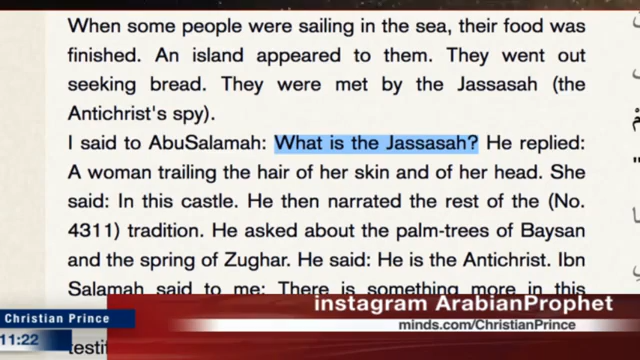 When some people were sailing in the sea, their food was
finished. An island appeared to them. They went out
seeking bread. They were met by the Jassasah (the
Antichrist's spy).
I said to AbuSalamah: What is the Jassasah? He replied:
A woman trailing the hair of her skin and of her head. She
said: In this castle. He then narrated the rest of the (No.
4311) tradition. He asked about the palm-trees of Baysan
and the spring of Zughar. He said: He is the Antichrist. Ibn
Salamah said to me: There is something more in this
instagram ArabianProphet
Christian Prince
minds.com/ChristianPrince
11:22